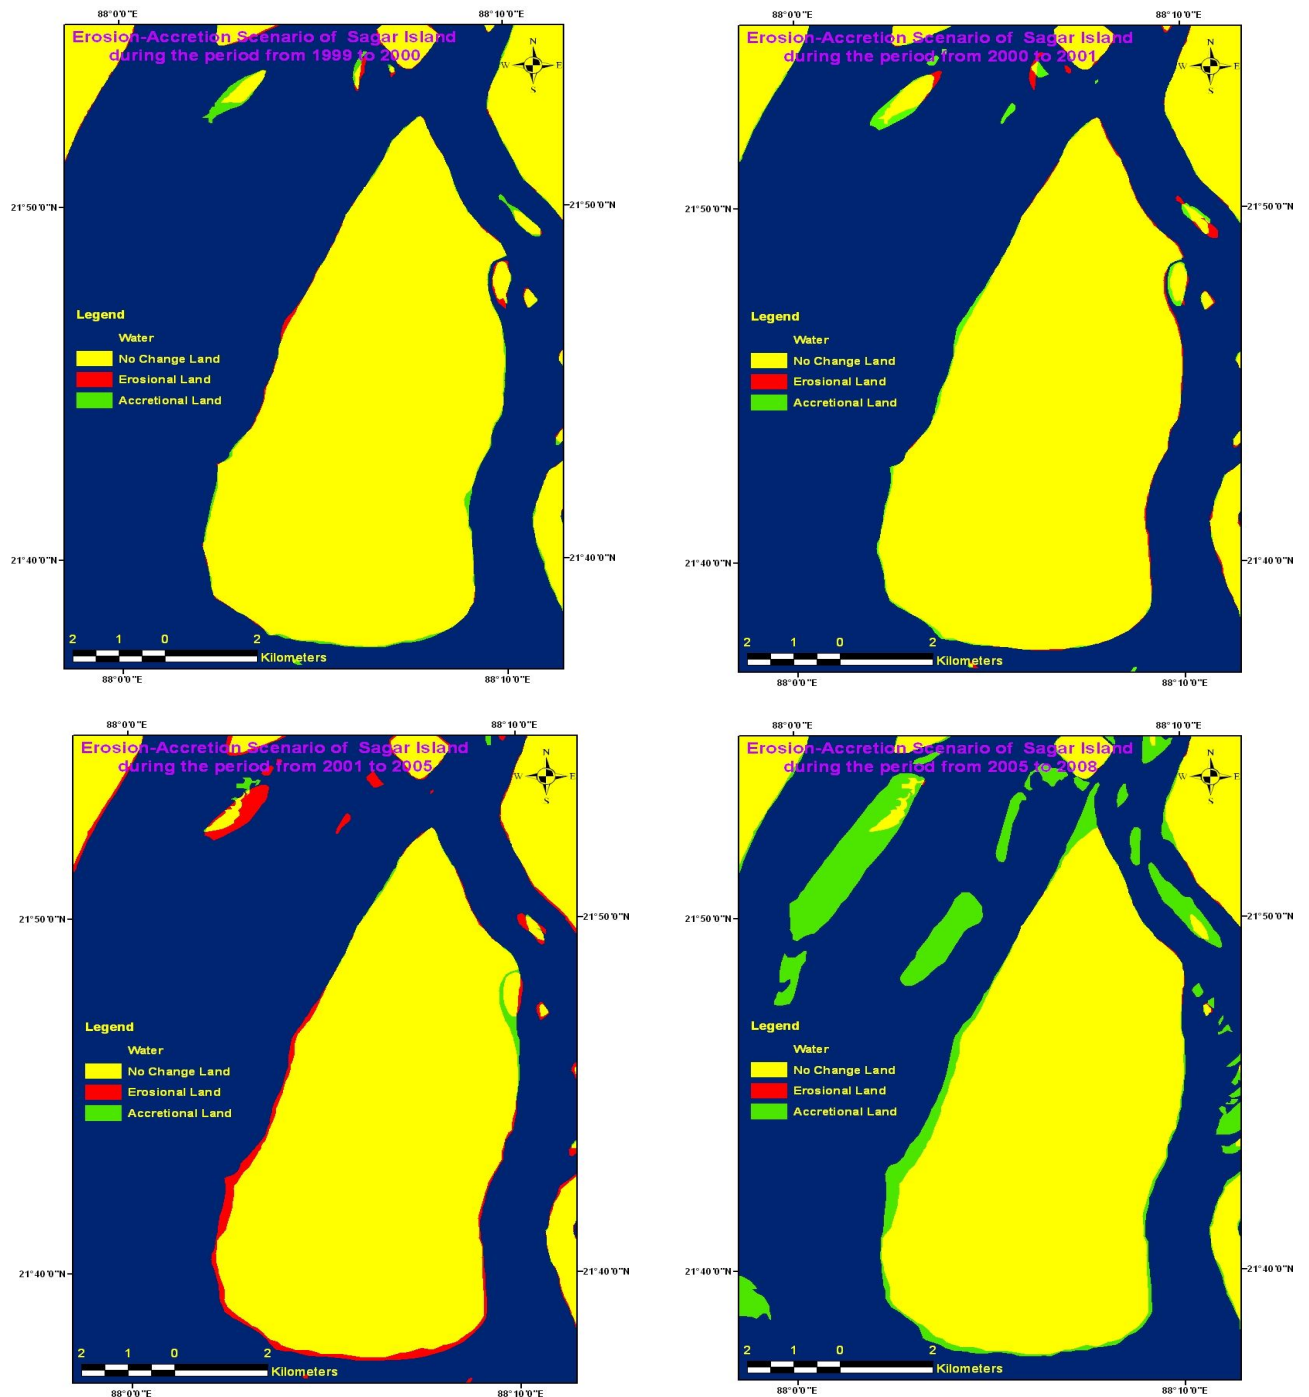 88°0'0"E 88°10'0"E
Erosion-Accretion Scenario of Sagar Island
during the period from 1999 to 2000
N
W E
S
21°50'0"N 21°50'0"N
Legend
Water
No Change Land
Erosional Land
Accretional Land
21°40'0"N 21°40'0"N
2 1 0 2
Kilometers
88°0'0"E 88°10'0"E
88°0'0"E 88°10'0"E
Erosion-Accretion Scenario of Sagar Island
during the period from 2000 to 2001
N
W E
S
21°50'0"N 21°50'0"N
Legend
Water
No Change Land
Erosional Land
Accretional Land
21°40'0"N 21°40'0"N
2 1 0 2
Kilometers
88°0'0"E 88°10'0"E
88°0'0"E 88°10'0"E
Erosion-Accretion Scenario of Sagar Island
during the period from 2001 to 2005
N
W E
S
21°50'0"N 21°50'0"N
Legend
Water
No Change Land
Erosional Land
Accretional Land
21°40'0"N 21°40'0"N
2 1 0 2
Kilometers
88°0'0"E 88°10'0"E
88°0'0"E 88°10'0"E
Erosion-Accretion Scenario of Sagar Island
during the period from 2005 to 2008
N
W E
S
21°50'0"N 21°50'0"N
Legend
Water
No Change Land
Erosional Land
Accretional Land
21°40'0"N 21°40'0"N
2 1 0 2
Kilometers
88°0'0"E 88°10'0"E